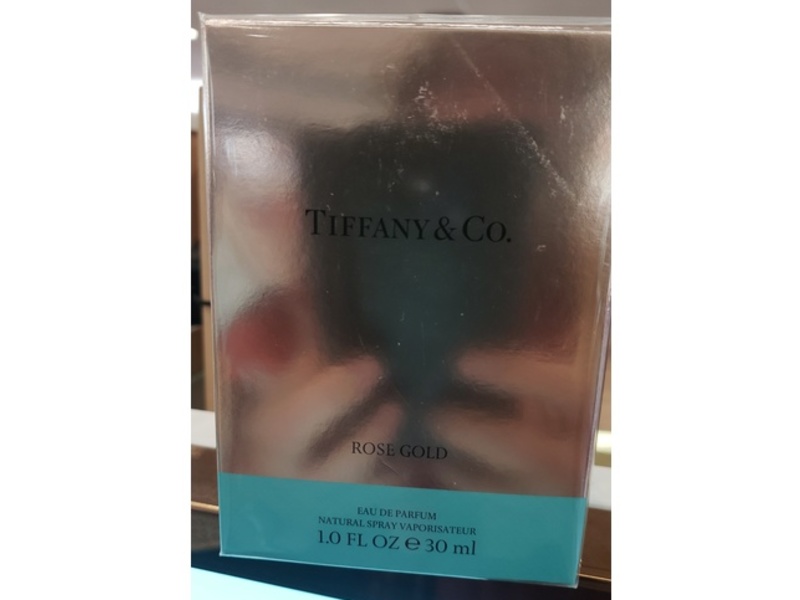 TIFFANY & CO.
ROSE GOLD
EAU DE PARFUM
NATURAL SPRAY VAPORISATEUR
1.0 FL OZ ℮ 30 ml